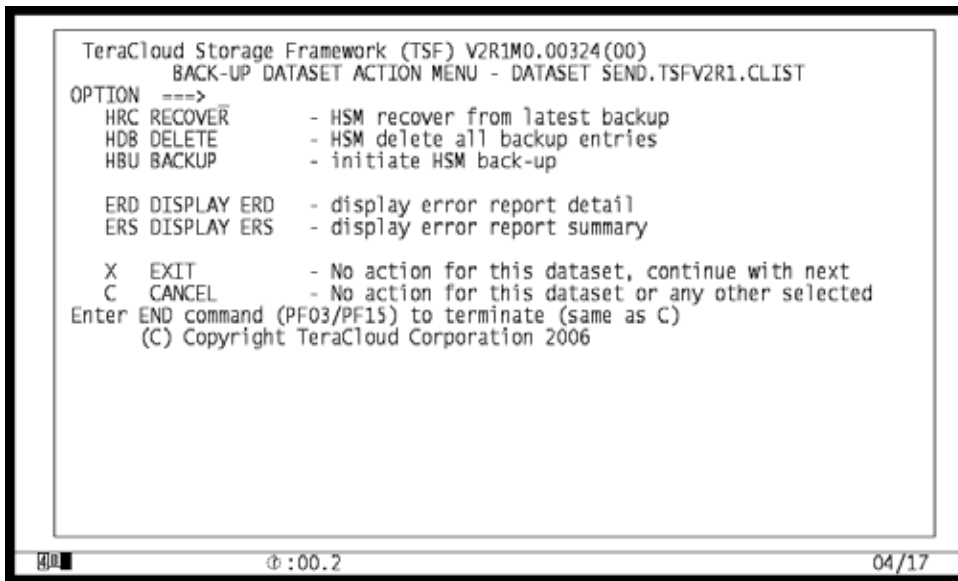 TeraCloud Storage Framework (TSF) V2R1M0.00324(00)
BACK-UP DATASET ACTION MENU - DATASET SEND.TSFV2R1.CLIST
OPTION ===> _
HRC RECOVER - HSM recover from latest backup
HDB DELETE - HSM delete all backup entries
HBU BACKUP - initiate HSM back-up
ERD DISPLAY ERD - display error report detail
ERS DISPLAY ERS - display error report summary
X EXIT - No action for this dataset, continue with next
C CANCEL - No action for this dataset or any other selected
Enter END command (PF03/PF15) to terminate (same as C)
(C) Copyright TeraCloud Corporation 2006
:00.2 04/17